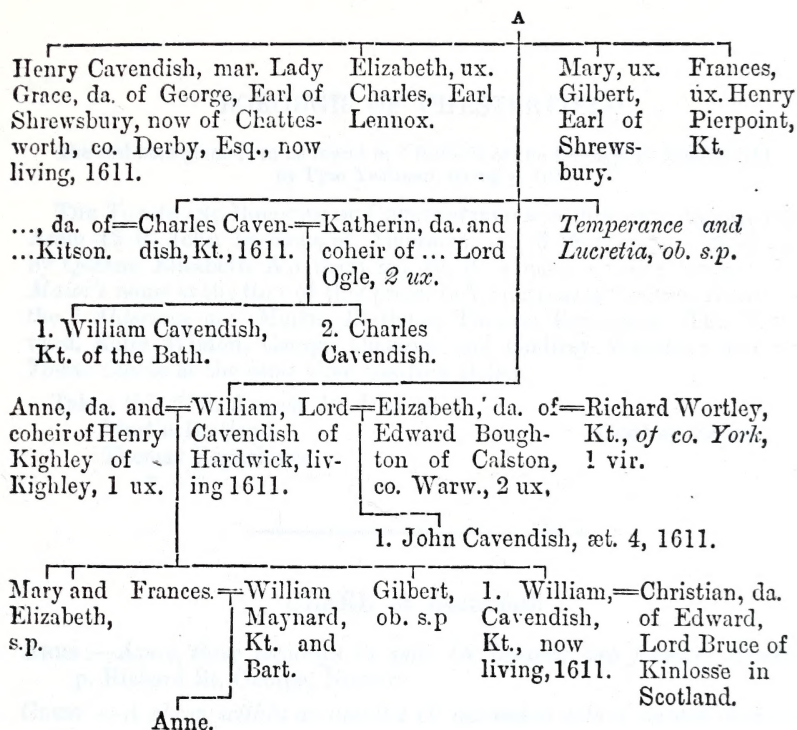 A
Henry Cavendish, mar. Lady
Grace, da. of George, Earl of
Shrewsbury, now of Chattes-
worth, co. Derby, Esq., now
living, 1611.
Elizabeth, ux.
Charles, Earl
Lennox.
Mary, ux.
Gilbert,
Earl of
Shrews-
bury.
Frances,
ux. Henry
Pierpoint,
Kt.
..., da. of
...Kitson.
Charles Caven-
dish, Kt., 1611.
Katherin, da. and
coheir of ... Lord
Ogle, 2 ux.
Temperance and
Lucretia, ob. s.p.
1. William Cavendish,
Kt. of the Bath.
2. Charles
Cavendish.
Anne, da. and
coheir of Henry
Kighley of
Kighley, 1 ux.
William, Lord
Cavendish of
Hardwick, liv-
ing 1611.
Elizabeth, da. of
Edward Bough-
ton of Calston,
co. Warw., 2 ux,
Richard Wortley,
Kt., of co. York,
1 vir.
1. John Cavendish, æt. 4, 1611.
Mary and
Elizabeth,
s.p.
Frances.
William
Maynard,
Kt. and
Bart.
Gilbert,
ob. s.p
1. William,
Cavendish,
Kt., now
living, 1611.
Christian, da.
of Edward,
Lord Bruce of
Kinlosse in
Scotland.
Anne.